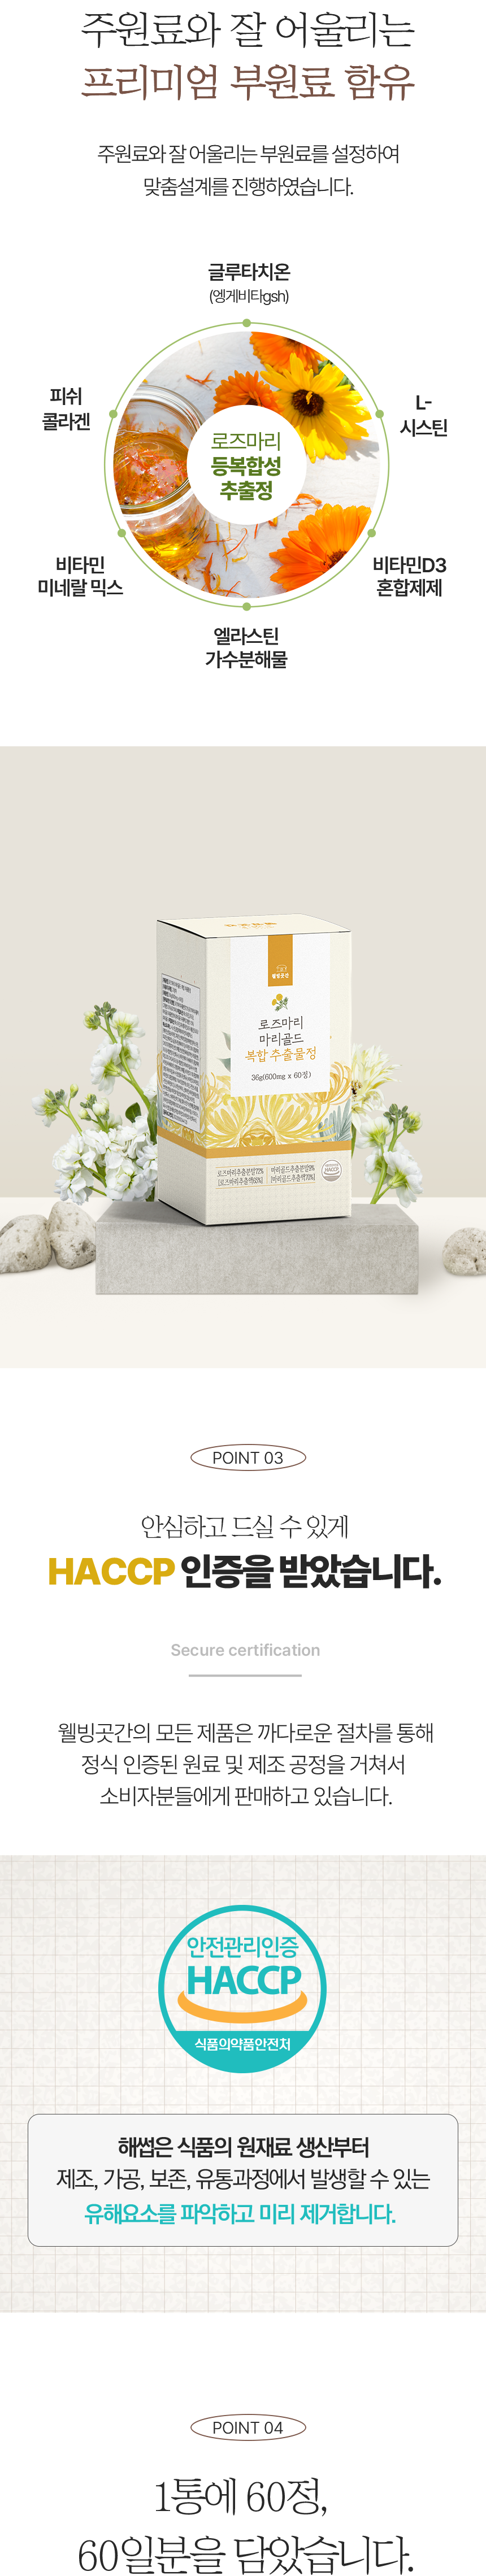 주원료와 잘 어울리는
프리미엄 부원료 함유
주원료와 잘 어울리는 부원료를 설정하여
맞춤설계를 진행하였습니다.
글루타치온
(엥게비타gsh)
피쉬
콜라겐
L-
시스틴
로즈마리
등복합성
추출정
비타민
미네랄 믹스
비타민D3
혼합제제
엘라스틴
가수분해물
웰빙곳간
로즈마리
마리골드
복합 추출물정
36g(600mg x 60정)
HACCP
POINT 03
안심하고 드실 수 있게
HACCP 인증을 받았습니다.
Secure certification
웰빙곳간의 모든 제품은 까다로운 절차를 통해
정식 인증된 원료 및 제조 공정을 거쳐서
소비자분들에게 판매하고 있습니다.
안전관리인증
HACCP
식품의약품안전처
해썹은 식품의 원재료 생산부터
제조, 가공, 보존, 유통과정에서 발생할 수 있는
유해요소를 파악하고 미리 제거합니다.
POINT 04
1통에 60정,
60일분을 담았습니다.